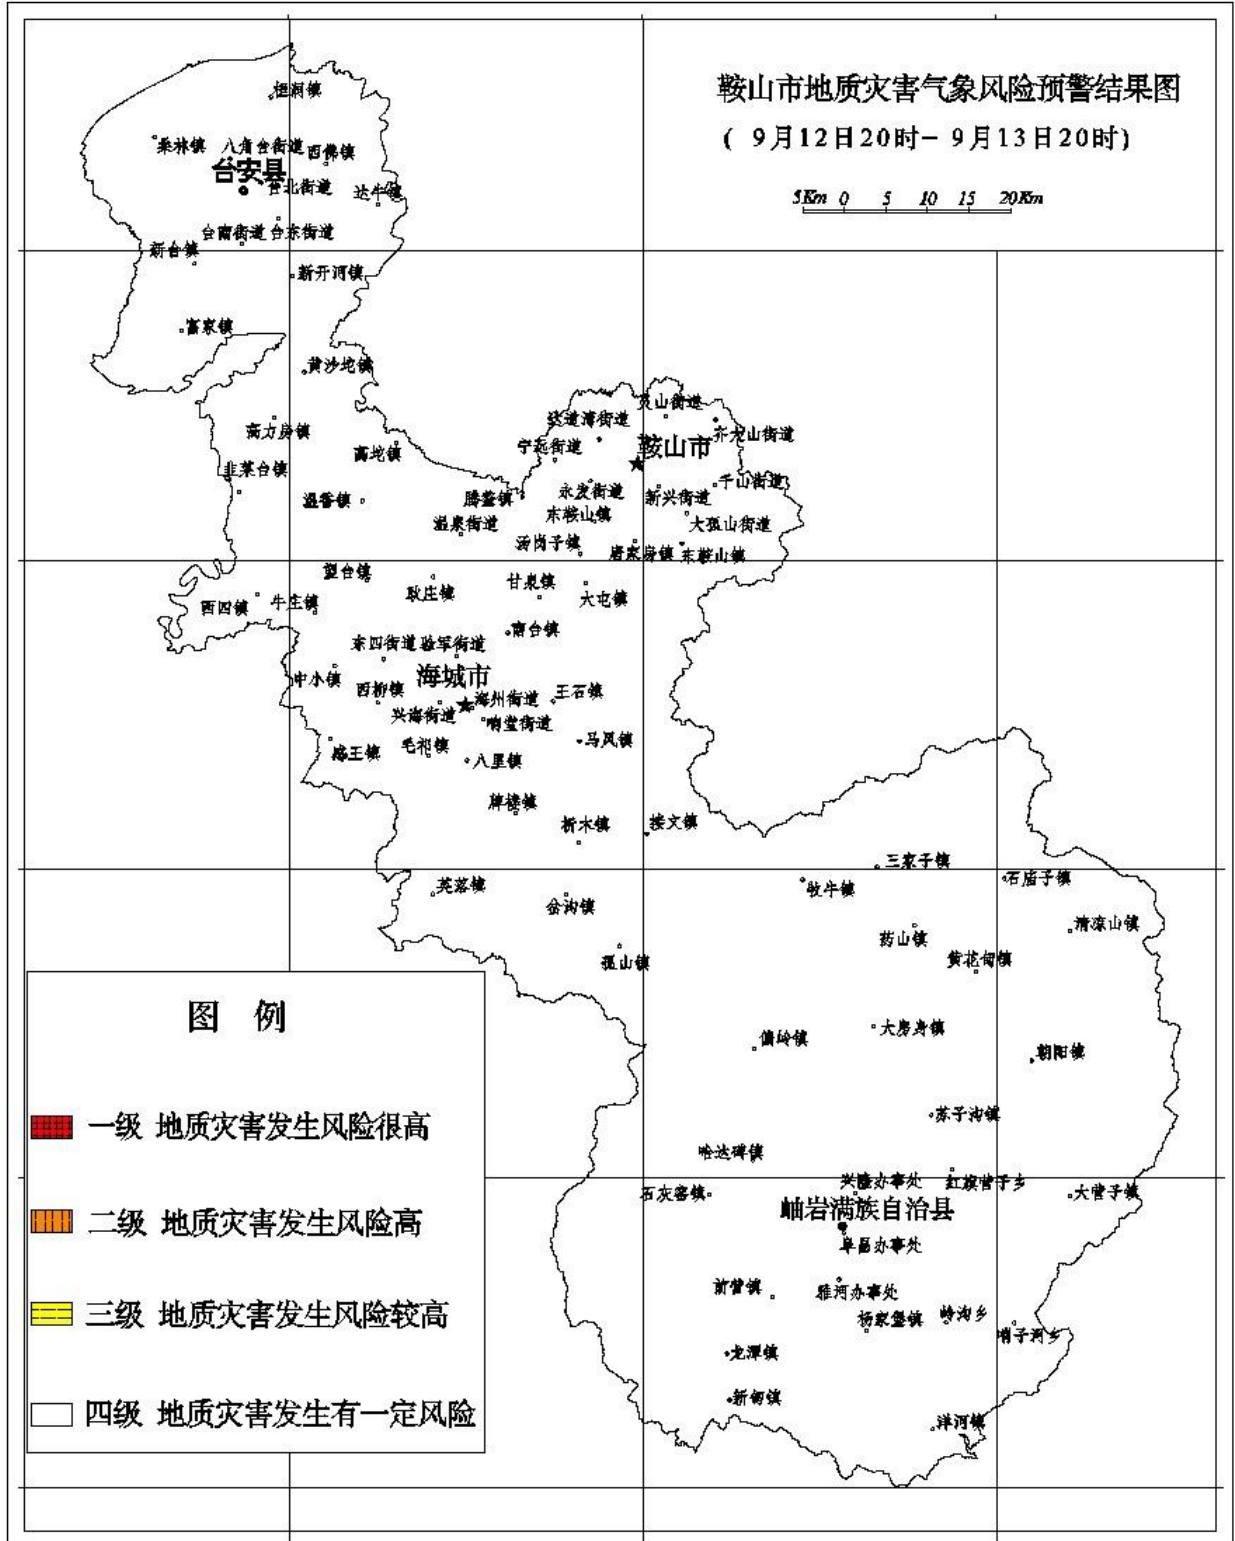 鞍山市地质灾害气象风险预警结果图
( 9月12日20时- 9月13日20时)
5Km 0 5 10 15 20Km
桓洞镇
桑林镇
八角台街道
西佛镇
台安县
台北街道
达牛镇
台南街道
台东街道
新台镇
新开河镇
富家镇
黄沙坨镇
高力房镇
高坨镇
韭菜台镇
温香镇
灵山街道
达道湾街道
宁远街道
鞍山市
齐大山街道
千山街道
永发街道
新兴街道
腾鳌镇
东鞍山镇
大孤山街道
温泉街道
汤岗子镇
唐家房镇
东鞍山镇
望台镇
耿庄镇
甘泉镇
大屯镇
西四镇
牛庄镇
南台镇
东四街道
验军街道
海城市
中小镇
西柳镇
海州街道
王石镇
兴海街道
响堂街道
感王镇
毛祁镇
八里镇
马风镇
牌楼镇
析木镇
接文镇
英落镇
岔沟镇
孤山镇
三家子镇
牧牛镇
石庙子镇
清凉山镇
药山镇
黄花甸镇
偏岭镇
大房身镇
朝阳镇
苏子沟镇
哈达碑镇
石灰窑镇
兴隆办事处
红旗营子乡
大营子镇
岫岩满族自治县
阜昌办事处
前营镇
雅河办事处
杨家堡镇
岭沟乡
哨子河乡
龙潭镇
新甸镇
洋河镇
图 例
一级 地质灾害发生风险很高
二级 地质灾害发生风险高
三级 地质灾害发生风险较高
四级 地质灾害发生有一定风险